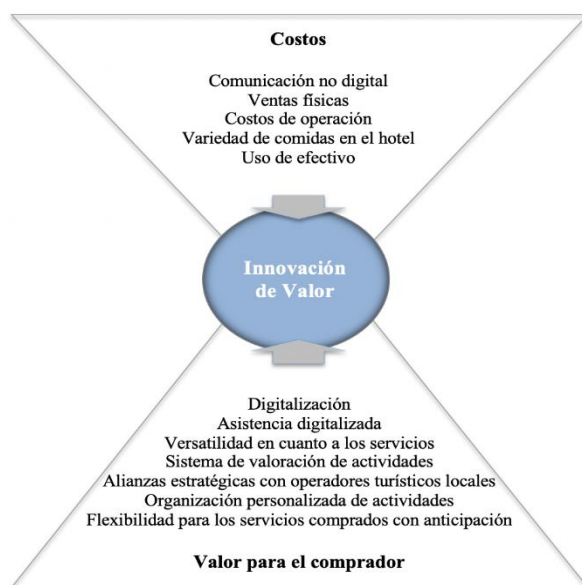 Costos
Comunicación no digital
Ventas físicas
Costos de operación
Variedad de comidas en el hotel
Uso de efectivo
Innovación
de Valor
Digitalización
Asistencia digitalizada
Versatilidad en cuanto a los servicios
Sistema de valoración de actividades
Alianzas estratégicas con operadores turísticos locales
Organización personalizada de actividades
Flexibilidad para los servicios comprados con anticipación
Valor para el comprador